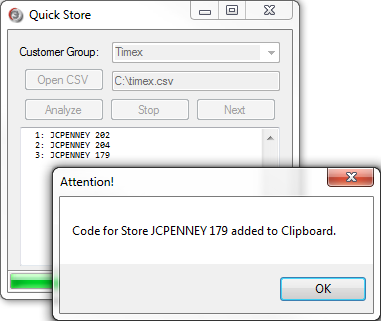 Quick Store
Customer Group: Timex
Open CSV C:\timex.csv
Analyze Stop Next
1: JCPENNEY 202
2: JCPENNEY 204
3: JCPENNEY 179
Attention!
Code for Store JCPENNEY 179 added to Clipboard.
OK